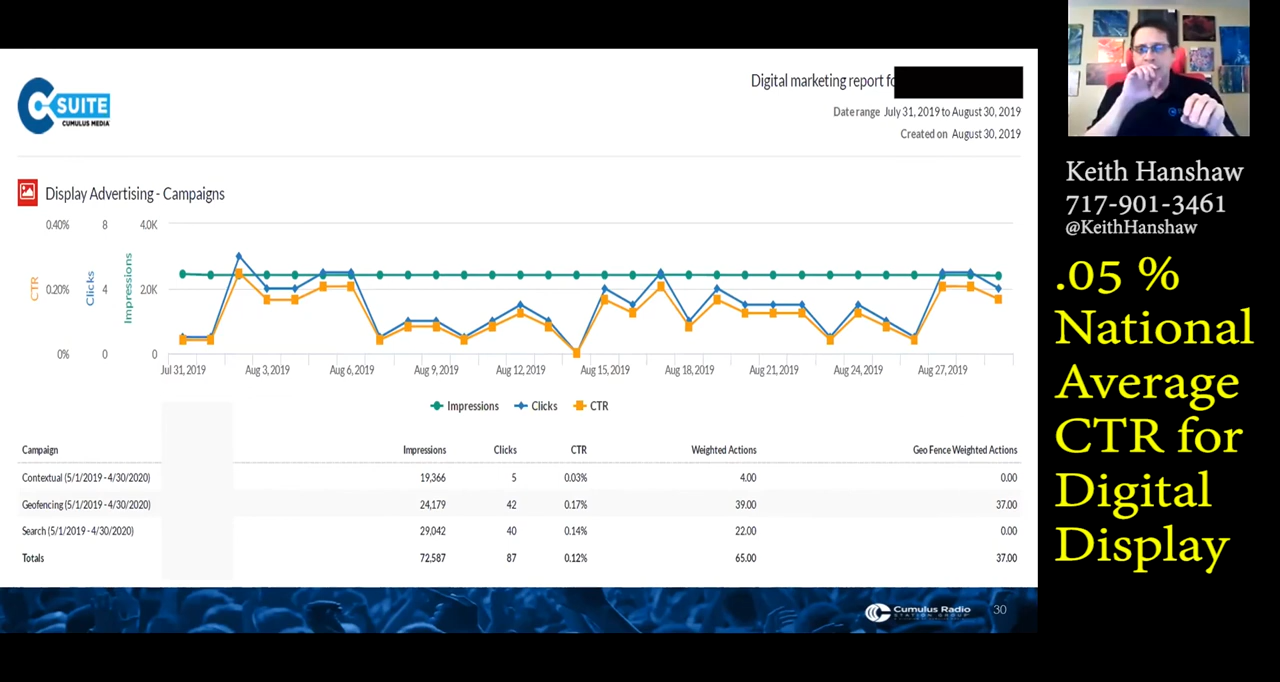 C SUITE
CUMULUS MEDIA
Digital marketing report fo
Date range July 31, 2019 to August 30, 2019
Created on August 30, 2019
Display Advertising - Campaigns
0.40% 8 4.0K
0.20% 4 2.0K
0% 0 0
CTR
Clicks
Impressions
Jul 31, 2019 Aug 3, 2019 Aug 6, 2019 Aug 9, 2019 Aug 12, 2019 Aug 15, 2019 Aug 18, 2019 Aug 21, 2019 Aug 24, 2019 Aug 27, 2019
Impressions Clicks CTR
Campaign Impressions Clicks CTR Weighted Actions Geo Fence Weighted Actions
Contextual (5/1/2019 - 4/30/2020) 19,366 5 0.03% 4.00 0.00
Geofencing (5/1/2019 - 4/30/2020) 24,179 42 0.17% 39.00 37.00
Search (5/1/2019 - 4/30/2020) 29,042 40 0.14% 22.00 0.00
Totals 72,587 87 0.12% 65.00 37.00
Cumulus Radio
STATION GROUP
30
Keith Hanshaw
717-901-3461
@KeithHanshaw
.05 %
National
Average
CTR for
Digital
Display